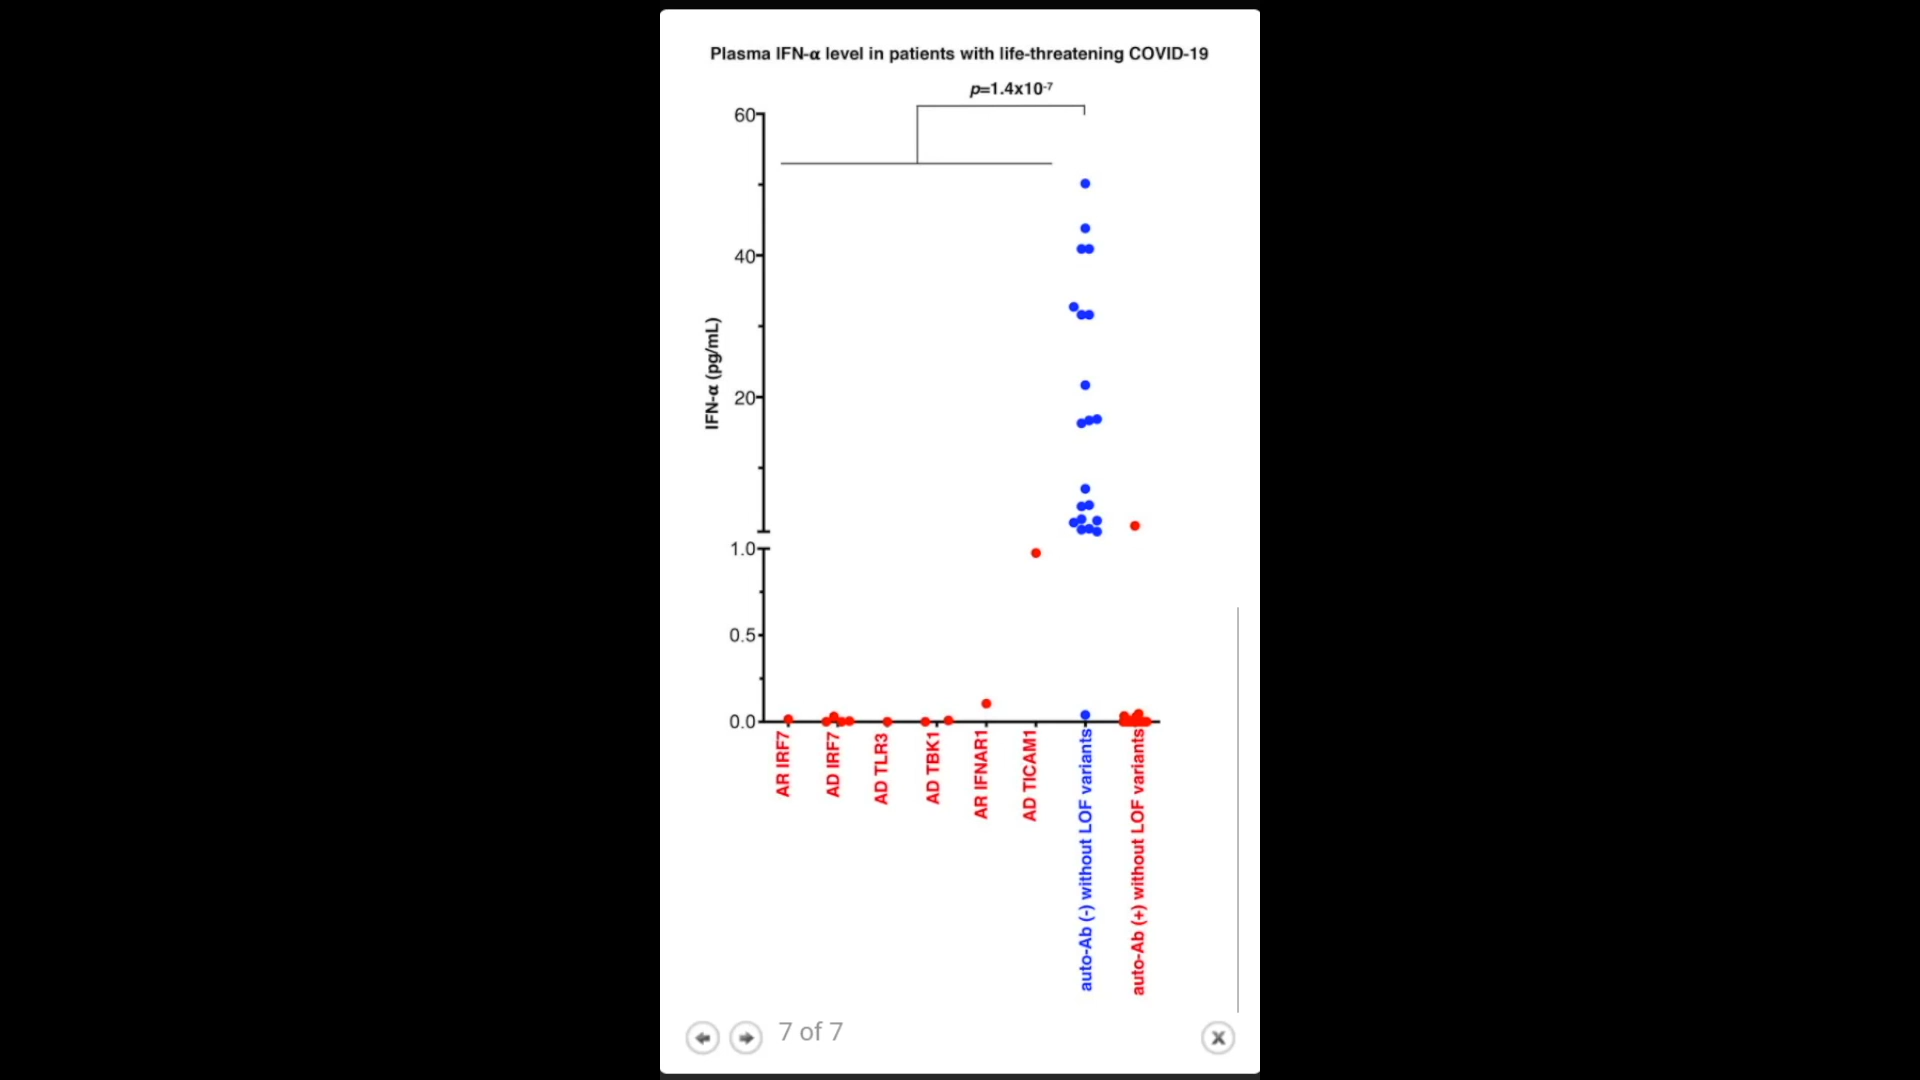 Plasma IFN-α level in patients with life-threatening COVID-19
p=1.4x10⁻⁷
60
40
20
IFN-α (pg/mL)
1.0
0.5
0.0
AR IRF7
AD IRF7
AD TLR3
AD TBK1
AR IFNAR1
AD TICAM1
auto-Ab (-) without LOF variants
auto-Ab (+) without LOF variants
7 of 7